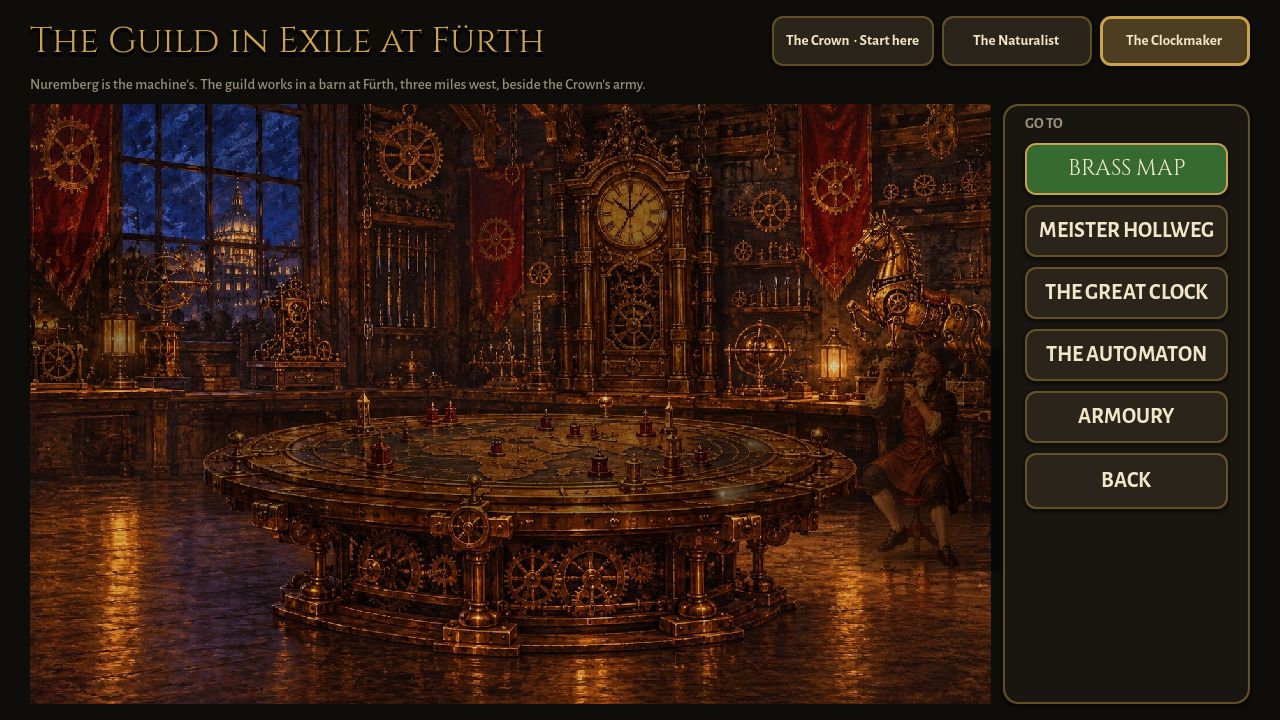 The Guild in Exile at Fürth
The Crown · Start here
The Naturalist
The Clockmaker
Nuremberg is the machine's. The guild works in a barn at Fürth, three miles west, beside the Crown's army.
GO TO
BRASS MAP
MEISTER HOLLWEG
THE GREAT CLOCK
THE AUTOMATON
ARMOURY
BACK